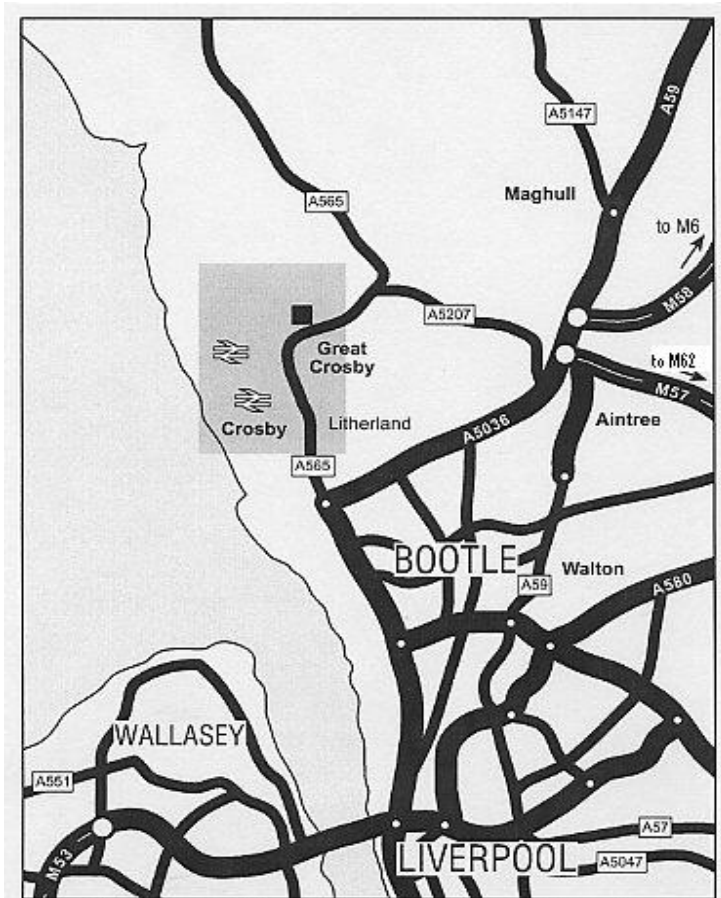 A5147
A59
A565
Maghull
to M6
M58
A5207
Great
Crosby
to M62
M57
Crosby
Litherland
A5036
Aintree
A565
BOOTLE
A59
Walton
A580
WALLASEY
A551
M53
LIVERPOOL
A57
A5047